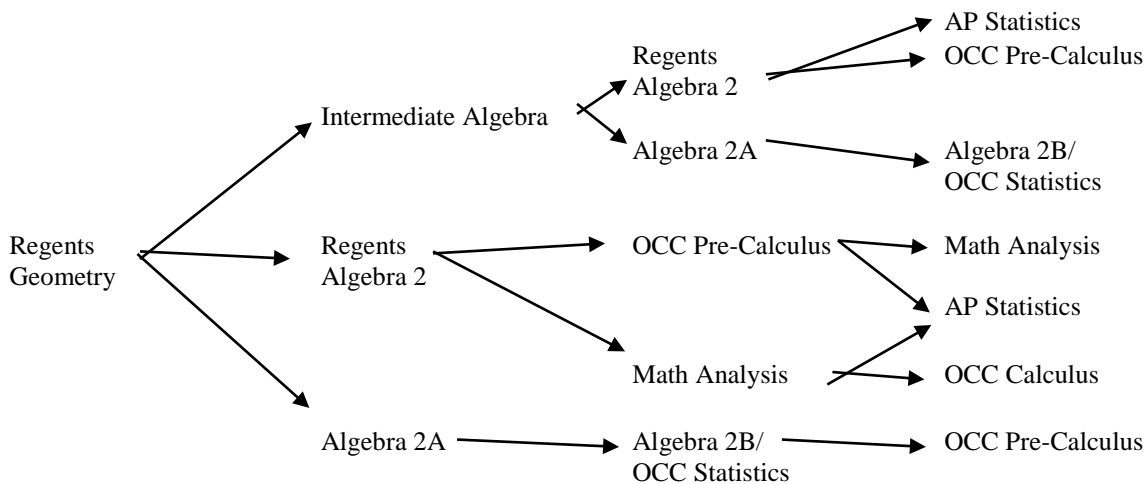 AP Statistics
Regents
Algebra 2
OCC Pre-Calculus
Intermediate Algebra
Algebra 2A
Algebra 2B/
OCC Statistics
Regents
Geometry
Regents
Algebra 2
OCC Pre-Calculus
Math Analysis
AP Statistics
Math Analysis
OCC Calculus
Algebra 2A
Algebra 2B/
OCC Statistics
OCC Pre-Calculus